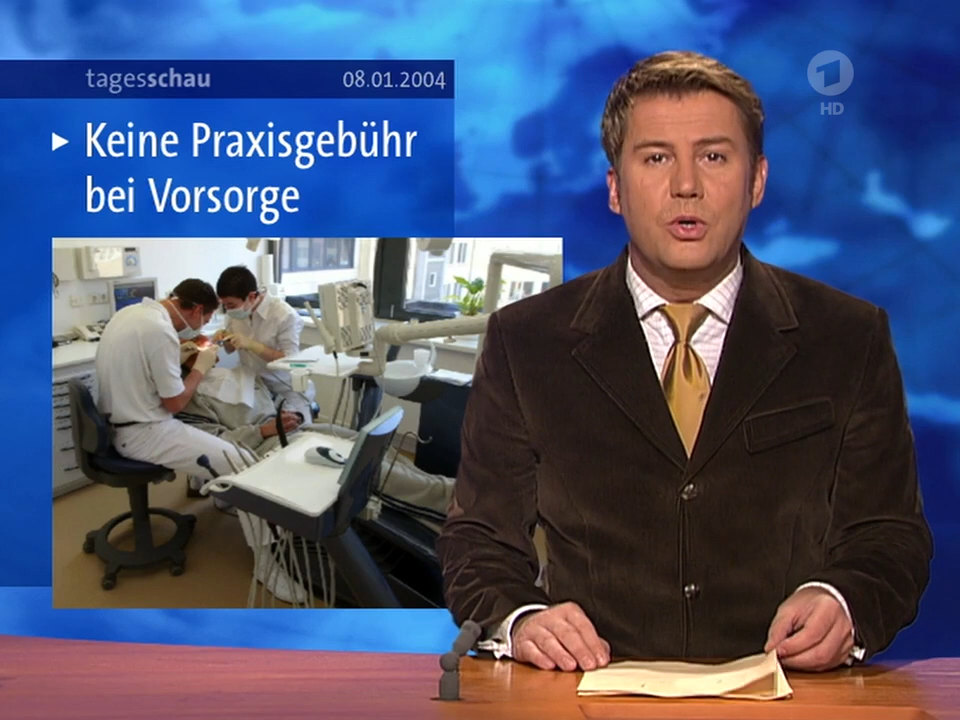 tagesschau 08.01.2004
Keine Praxisgebühr
bei Vorsorge
1
HD